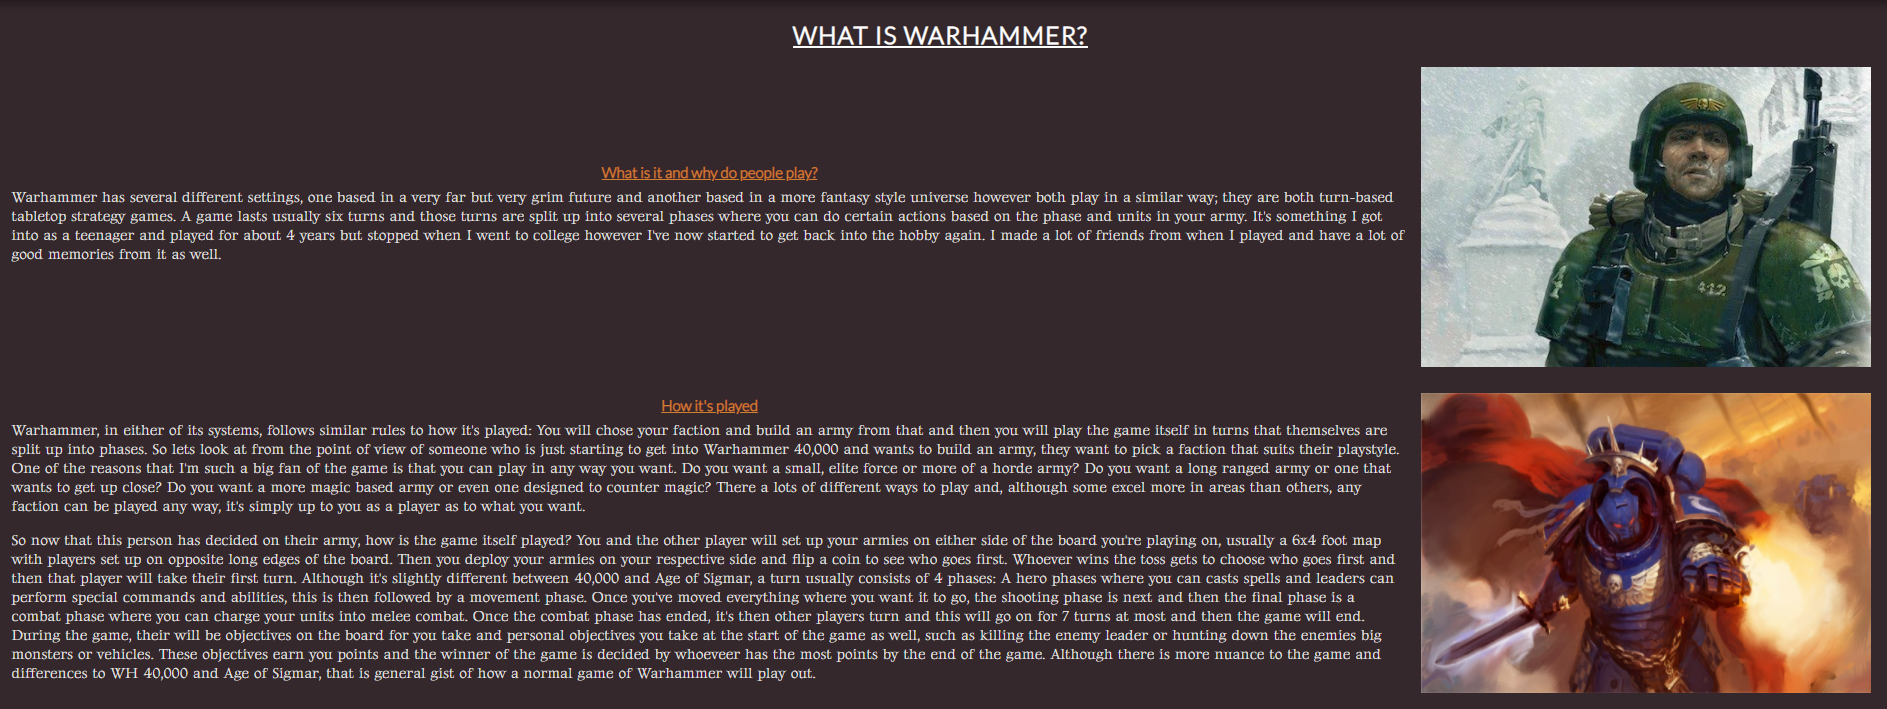 WHAT IS WARHAMMER?
What is it and why do people play?
Warhammer has several different settings, one based in a very far but very grim future and another based in a more fantasy style universe however both play in a similar way; they are both turn-based
tabletop strategy games. A game lasts usually six turns and those turns are split up into several phases where you can do certain actions based on the phase and units in your army. It's something I got
into as a teenager and played for about 4 years but stopped when I went to college however I've now started to get back into the hobby again. I made a lot of friends from when I played and have a lot of
good memories from it as well.
412
How it's played
Warhammer, in either of its systems, follows similar rules to how it's played: You will chose your faction and build an army from that and then you will play the game itself in turns that themselves are
split up into phases. So lets look at from the point of view of someone who is just starting to get into Warhammer 40,000 and wants to build an army, they want to pick a faction that suits their playstyle.
One of the reasons that I'm such a big fan of the game is that you can play in any way you want. Do you want a small, elite force or more of a horde army? Do you want a long ranged army or one that
wants to get up close? Do you want a more magic based army or even one designed to counter magic? There a lots of different ways to play and, although some excel more in areas than others, any
faction can be played any way, it's simply up to you as a player as to what you want.
So now that this person has decided on their army, how is the game itself played? You and the other player will set up your armies on either side of the board you're playing on, usually a 6x4 foot map
with players set up on opposite long edges of the board. Then you deploy your armies on your respective side and flip a coin to see who goes first. Whoever wins the toss gets to choose who goes first and
then that player will take their first turn. Although it's slightly different between 40,000 and Age of Sigmar, a turn usually consists of 4 phases: A hero phases where you can casts spells and leaders can
perform special commands and abilities, this is then followed by a movement phase. Once you've moved everything where you want it to go, the shooting phase is next and then the final phase is a
combat phase where you can charge your units into melee combat. Once the combat phase has ended, it's then other players turn and this will go on for 7 turns at most and then the game will end.
During the game, their will be objectives on the board for you take and personal objectives you take at the start of the game as well, such as killing the enemy leader or hunting down the enemies big
monsters or vehicles. These objectives earn you points and the winner of the game is decided by whoeveer has the most points by the end of the game. Although there is more nuance to the game and
differences to WH 40,000 and Age of Sigmar, that is general gist of how a normal game of Warhammer will play out.